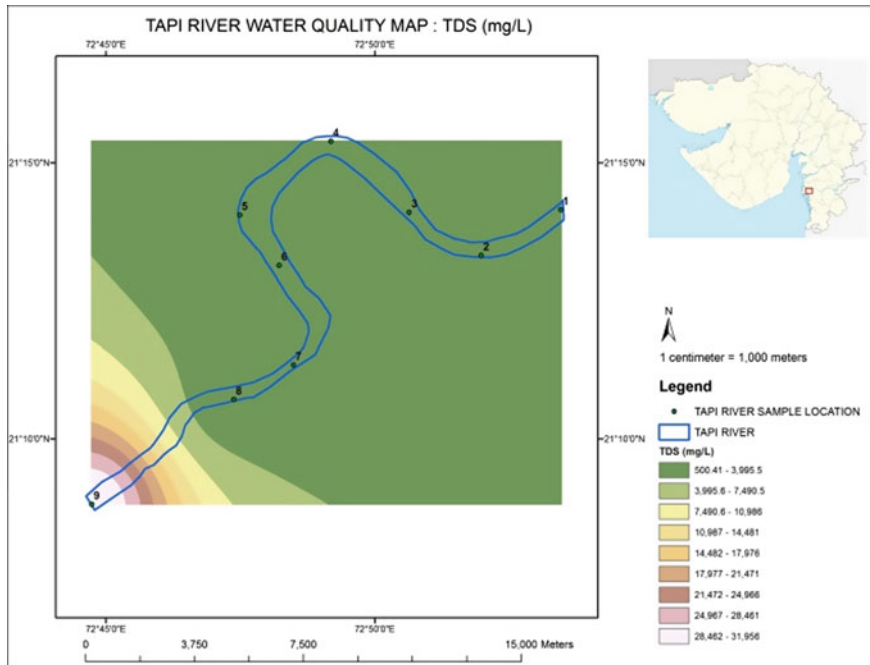 TAPI RIVER WATER QUALITY MAP : TDS (mg/L)
72°45'0"E 72°50'0"E
21°15'0"N 21°15'0"N
4
1
5
3
2
6
7
8
21°10'0"N 21°10'0"N
9
72°45'0"E 72°50'0"E
0 3,750 7,500 15,000 Meters
N
1 centimeter = 1,000 meters
Legend
TAPI RIVER SAMPLE LOCATION
TAPI RIVER
TDS (mg/L)
500.41 - 3,995.5
3,995.6 - 7,490.5
7,490.6 - 10,986
10,987 - 14,481
14,482 - 17,976
17,977 - 21,471
21,472 - 24,966
24,967 - 28,461
28,462 - 31,956